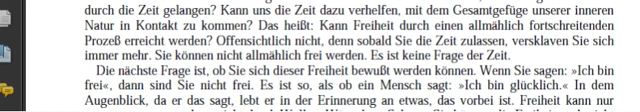 durch die Zeit gelangen? Kann uns die Zeit dazu verhelfen, mit dem Gesamtgefüge unserer inneren
Natur in Kontakt zu kommen? Das heißt: Kann Freiheit durch einen allmählich fortschreitenden
Prozeß erreicht werden? Offensichtlich nicht, denn sobald Sie die Zeit zulassen, versklaven Sie sich
immer mehr. Sie können nicht allmählich frei werden. Es ist keine Frage der Zeit.
Die nächste Frage ist, ob Sie sich dieser Freiheit bewußt werden können. Wenn Sie sagen: »Ich bin
frei«, dann sind Sie nicht frei. Es ist so, als ob ein Mensch sagt: »Ich bin glücklich.« In dem
Augenblick, da er das sagt, lebt er in der Erinnerung an etwas, das vorbei ist. Freiheit kann nur